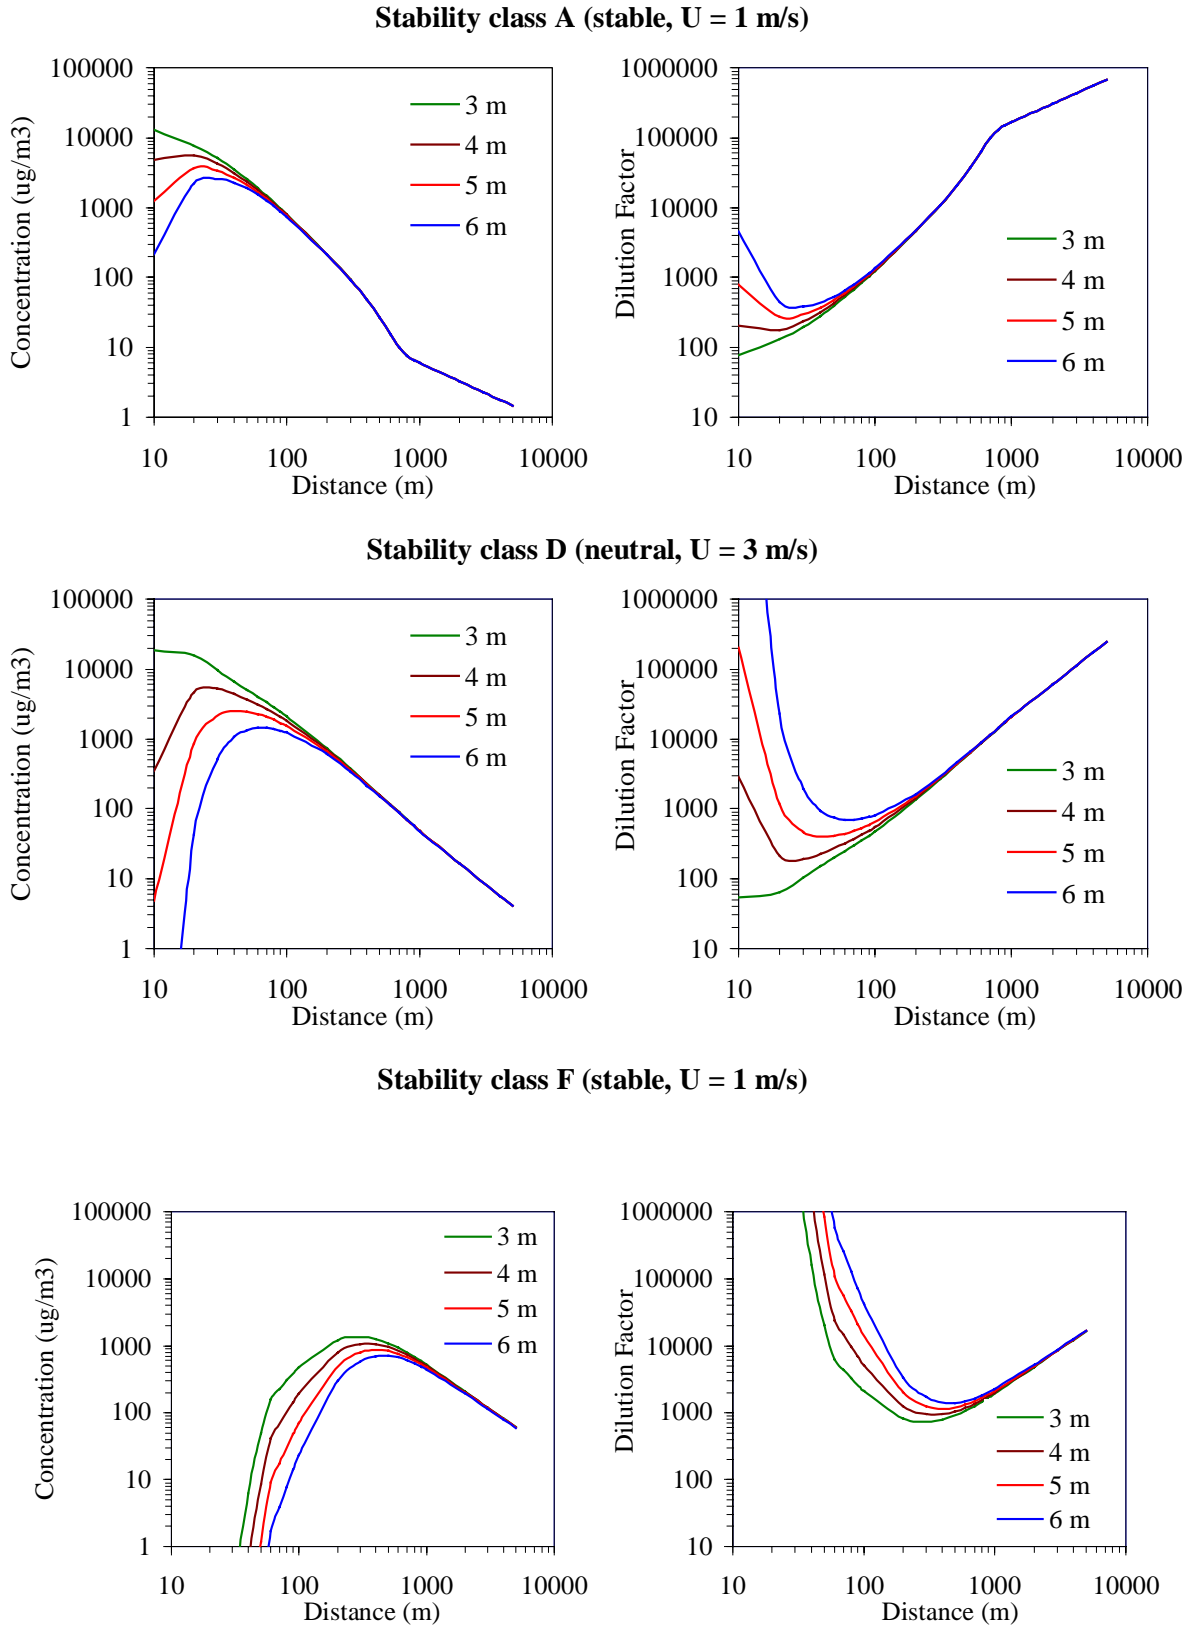 Stability class A (stable, U = 1 m/s)
Concentration (ug/m3)
100000
10000
1000
100
10
1
3 m
4 m
5 m
6 m
10 100 1000 10000
Distance (m)
Dilution Factor
1000000
100000
10000
1000
100
10
3 m
4 m
5 m
6 m
10 100 1000 10000
Distance (m)
Stability class D (neutral, U = 3 m/s)
Concentration (ug/m3)
100000
10000
1000
100
10
1
3 m
4 m
5 m
6 m
10 100 1000 10000
Distance (m)
Dilution Factor
1000000
100000
10000
1000
100
10
3 m
4 m
5 m
6 m
10 100 1000 10000
Distance (m)
Stability class F (stable, U = 1 m/s)
Concentration (ug/m3)
100000
10000
1000
100
10
1
3 m
4 m
5 m
6 m
10 100 1000 10000
Distance (m)
Dilution Factor
1000000
100000
10000
1000
100
10
3 m
4 m
5 m
6 m
10 100 1000 10000
Distance (m)